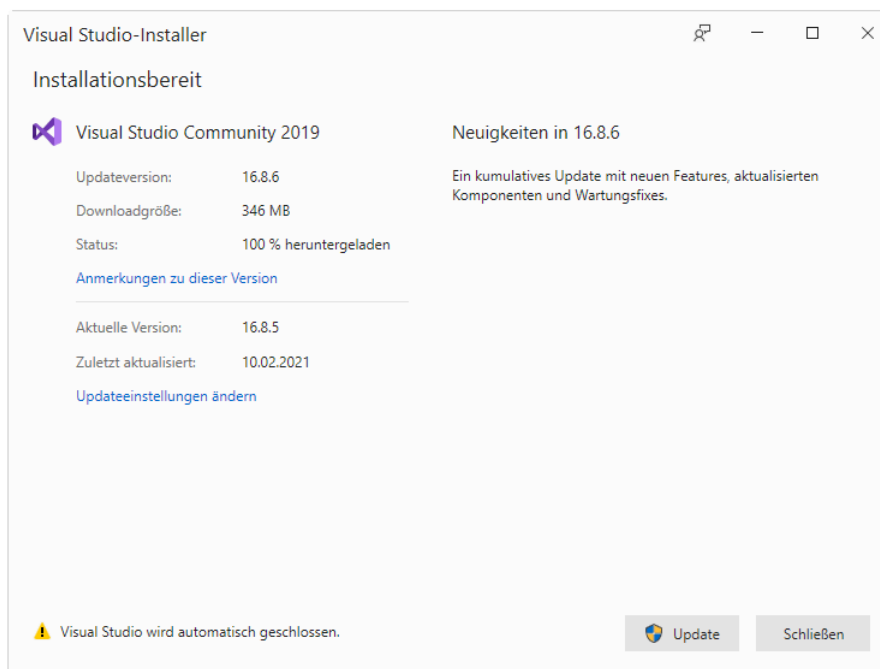 Visual Studio-Installer
Installationsbereit
Visual Studio Community 2019
Updateversion: 16.8.6
Downloadgröße: 346 MB
Status: 100 % heruntergeladen
Anmerkungen zu dieser Version
Aktuelle Version: 16.8.5
Zuletzt aktualisiert: 10.02.2021
Updateeinstellungen ändern
Neuigkeiten in 16.8.6
Ein kumulatives Update mit neuen Features, aktualisierten
Komponenten und Wartungsfixes.
Visual Studio wird automatisch geschlossen.
Update
Schließen